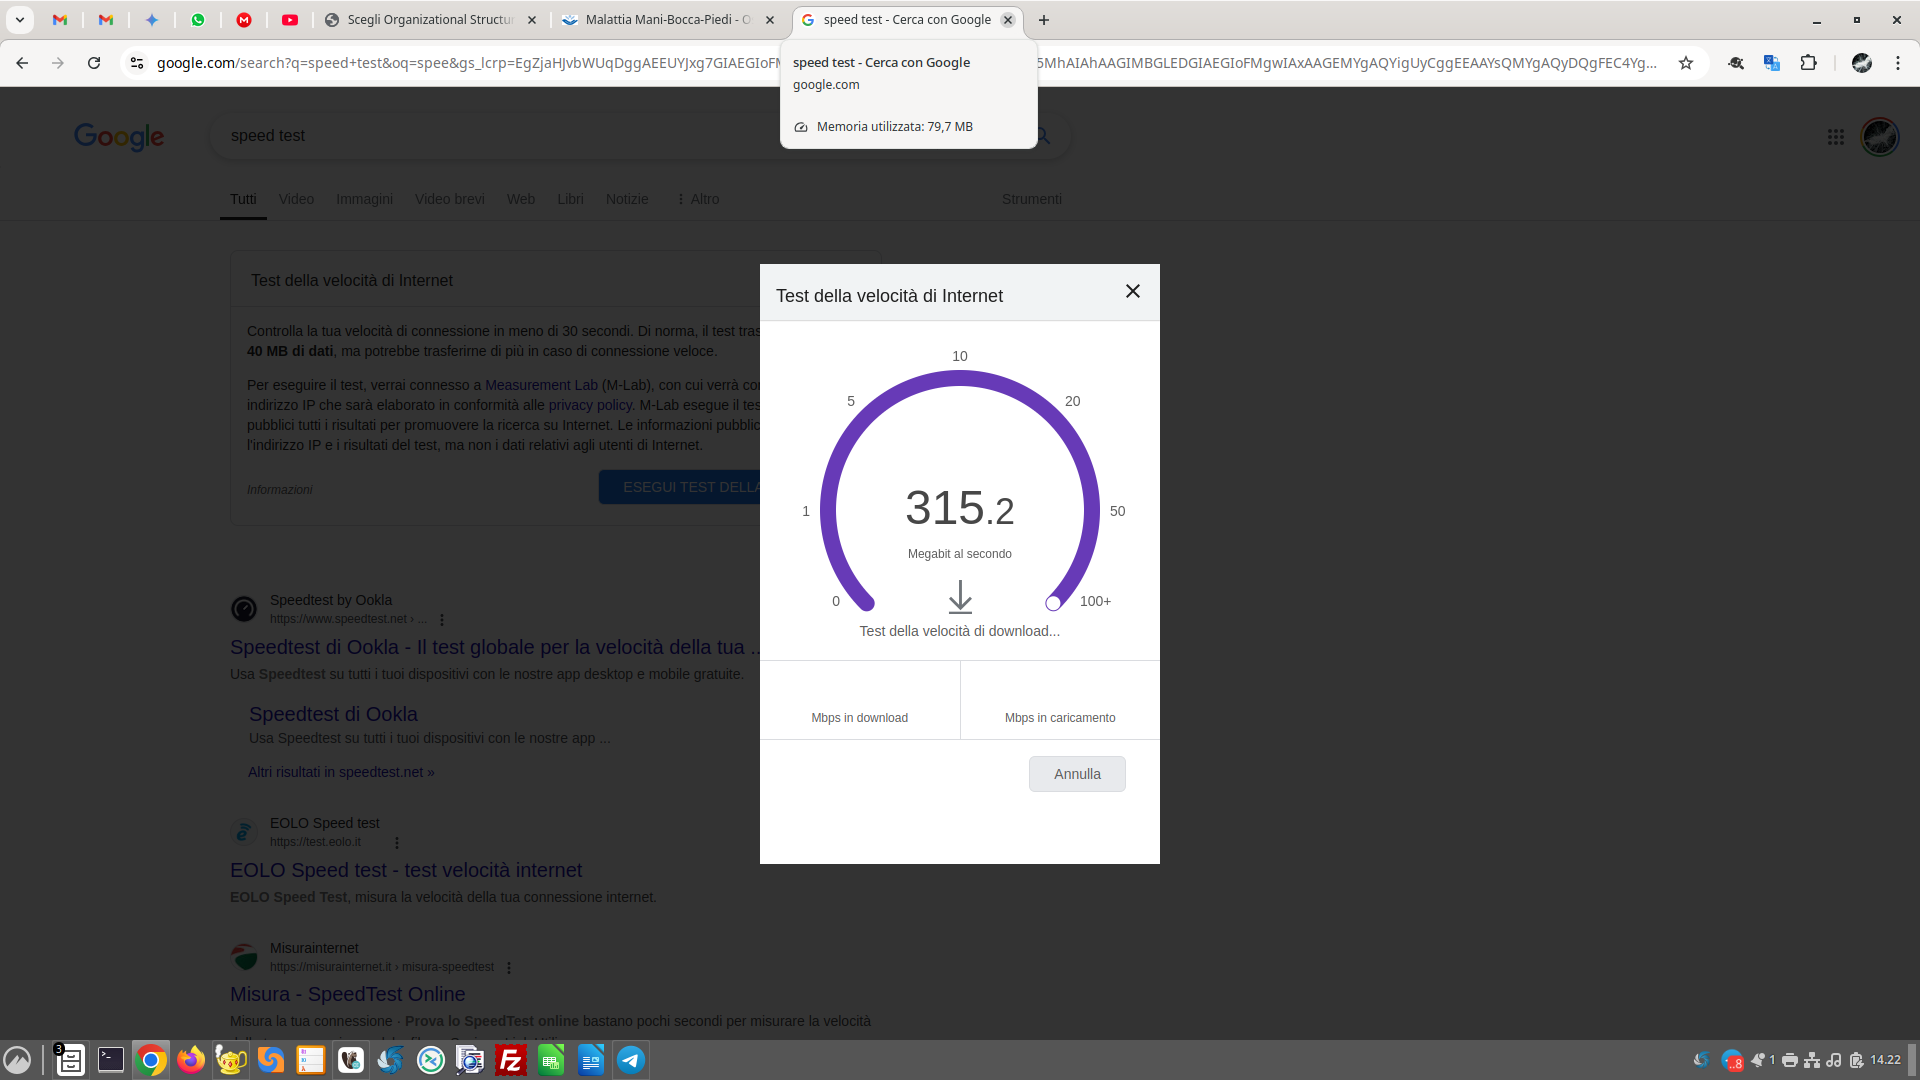 Scegli Organizational Structur
Malattia Mani-Bocca-Piedi - O
speed test - Cerca con Google
google.com/search?q=speed+test&oq=spee&gs_lcrp=
speed test - Cerca con Google
google.com
Memoria utilizzata: 79,7 MB
Google
speed test
Tutti
Video
Immagini
Video brevi
Web
Libri
Notizie
Altro
Strumenti
Test della velocità di Internet
Controlla la tua velocità di connessione in meno di 30 secondi. Di norma, il test tras
40 MB di dati, ma potrebbe trasferirne di più in caso di connessione veloce.
Per eseguire il test, verrai connesso a Measurement Lab (M-Lab), con cui verrà co
indirizzo IP che sarà elaborato in conformità alle privacy policy. M-Lab esegue il tes
pubblici tutti i risultati per promuovere la ricerca su Internet. Le informazioni pubblic
l'indirizzo IP e i risultati del test, ma non i dati relativi agli utenti di Internet.
Informazioni
ESEGUI TEST DELLA
Test della velocità di Internet
0
1
5
10
20
50
100+
315.2
Megabit al secondo
Test della velocità di download...
Mbps in download
Mbps in caricamento
Annulla
Speedtest by Ookla
https://www.speedtest.net › ...
Speedtest di Ookla - Il test globale per la velocità della tua ...
Usa Speedtest su tutti i tuoi dispositivi con le nostre app desktop e mobile gratuite.
Speedtest di Ookla
Usa Speedtest su tutti i tuoi dispositivi con le nostre app ...
Altri risultati in speedtest.net »
EOLO Speed test
https://test.eolo.it
EOLO Speed test - test velocità internet
EOLO Speed Test, misura la velocità della tua connessione internet.
Misurainternet
https://misurainternet.it › misura-speedtest
Misura - SpeedTest Online
Misura la tua connessione - Prova lo SpeedTest online bastano pochi secondi per misurare la velocità
3
Fz
..8
1
14.22